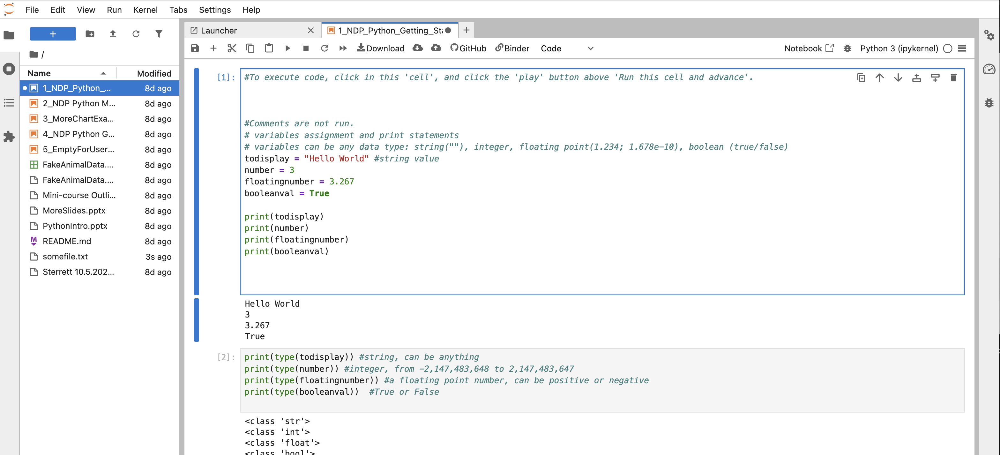 File Edit View Run Kernel Tabs Settings Help
+
/
Name Modified
1_NDP_Python_... 8d ago
2_NDP Python M... 8d ago
3_MoreChartExa... 8d ago
4_NDP Python G... 8d ago
5_EmptyForUser... 8d ago
FakeAnimalData.... 8d ago
FakeAnimalData.... 8d ago
Mini-course Outli... 8d ago
MoreSlides.pptx 8d ago
PythonIntro.pptx 8d ago
M README.md 8d ago
somefile.txt 3s ago
Sterrett 10.5.202... 8d ago
Launcher 1_NDP_Python_Getting_Sta
Download GitHub Binder Code Notebook Python 3 (ipykernel)
[1]: #To execute code, click in this 'cell', and click the 'play' button above 'Run this cell and advance'.
#Comments are not run.
# variables assignment and print statements
# variables can be any data type: string(""), integer, floating point(1.234; 1.678e-10), boolean (true/false)
todisplay = "Hello World" #string value
number = 3
floatingnumber = 3.267
booleanval = True
print(todisplay)
print(number)
print(floatingnumber)
print(booleanval)
Hello World
3
3.267
True
[2]: print(type(todisplay)) #string, can be anything
print(type(number)) #integer, from -2,147,483,648 to 2,147,483,647
print(type(floatingnumber)) #a floating point number, can be positive or negative
print(type(booleanval))  #True or False
<class 'str'>
<class 'int'>
<class 'float'>
<class 'bool'>